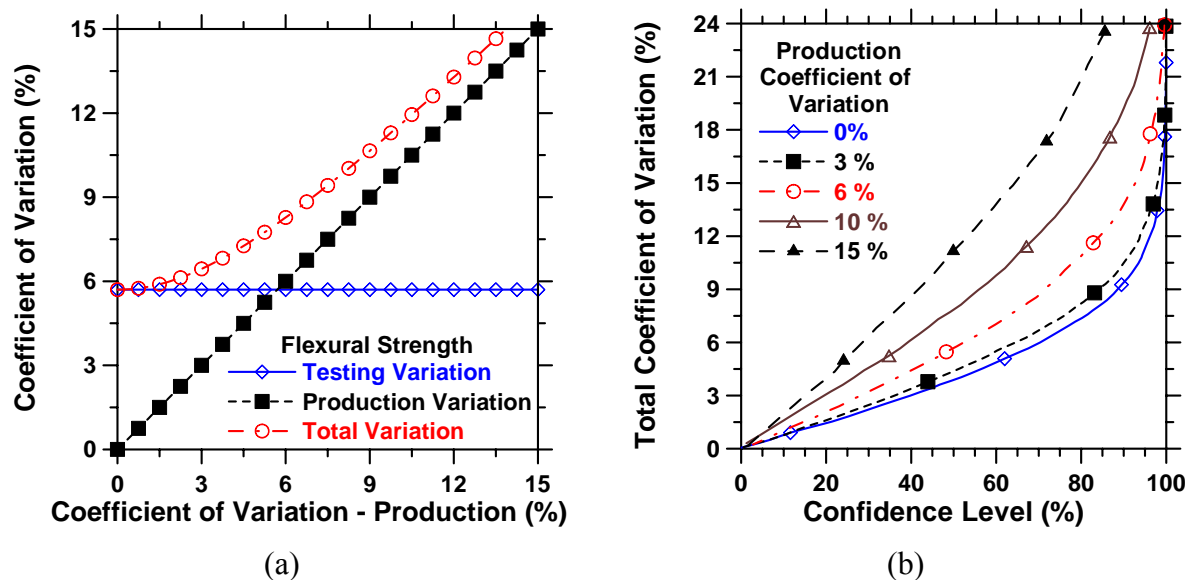 15
12
9
6
3
0
Coefficient of Variation (%)
Flexural Strength
Testing Variation
Production Variation
Total Variation
0 3 6 9 12 15
Coefficient of Variation - Production (%)
(a)
24
21
18
15
12
9
6
3
0
Total Coefficient of Variation (%)
Production
Coefficient of
Variation
0%
3 %
6 %
10 %
15 %
0 20 40 60 80 100
Confidence Level (%)
(b)